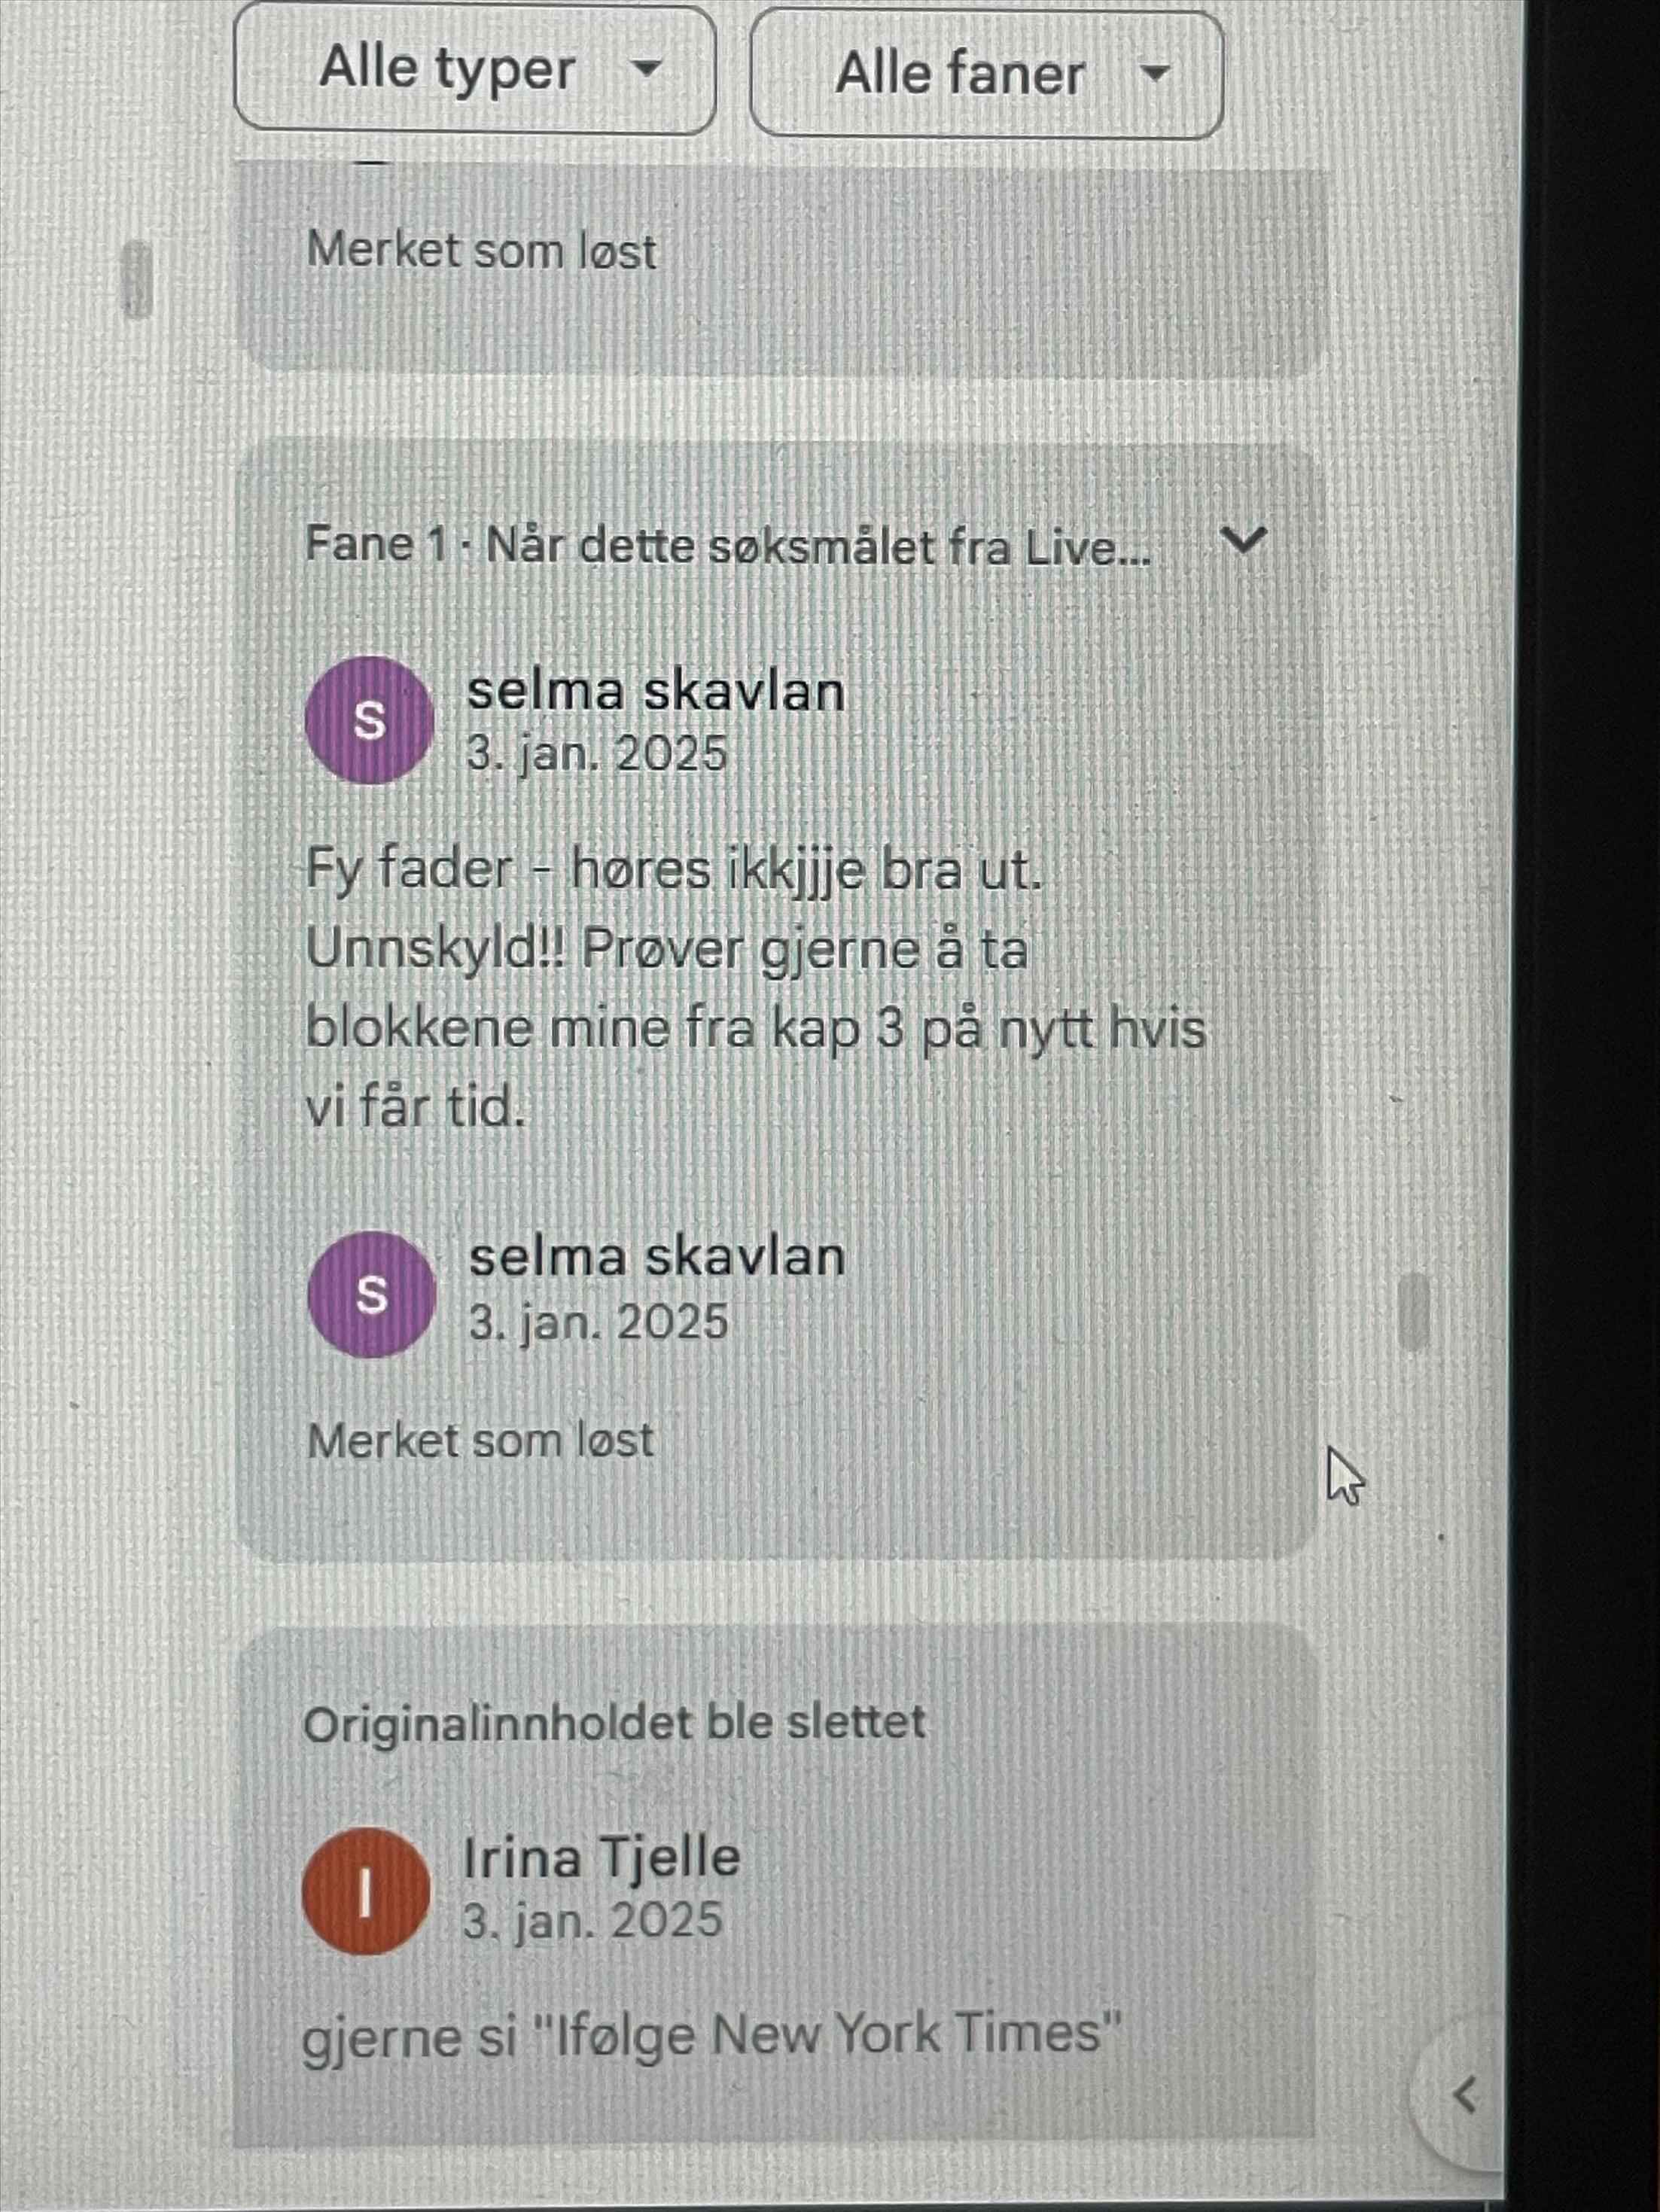 Alle typer
Alle faner
Merket som løst
Fane 1 · Når dette søksmålet fra Live...
S
selma skavlan
3. jan. 2025
Fy fader - høres ikkjjje bra ut.
Unnskyld!! Prøver gjerne å ta
blokkene mine fra kap 3 på nytt hvis
vi får tid.
S
selma skavlan
3. jan. 2025
Merket som løst
Originalinnholdet ble slettet
I
Irina Tjelle
3. jan. 2025
gjerne si "Ifølge New York Times"